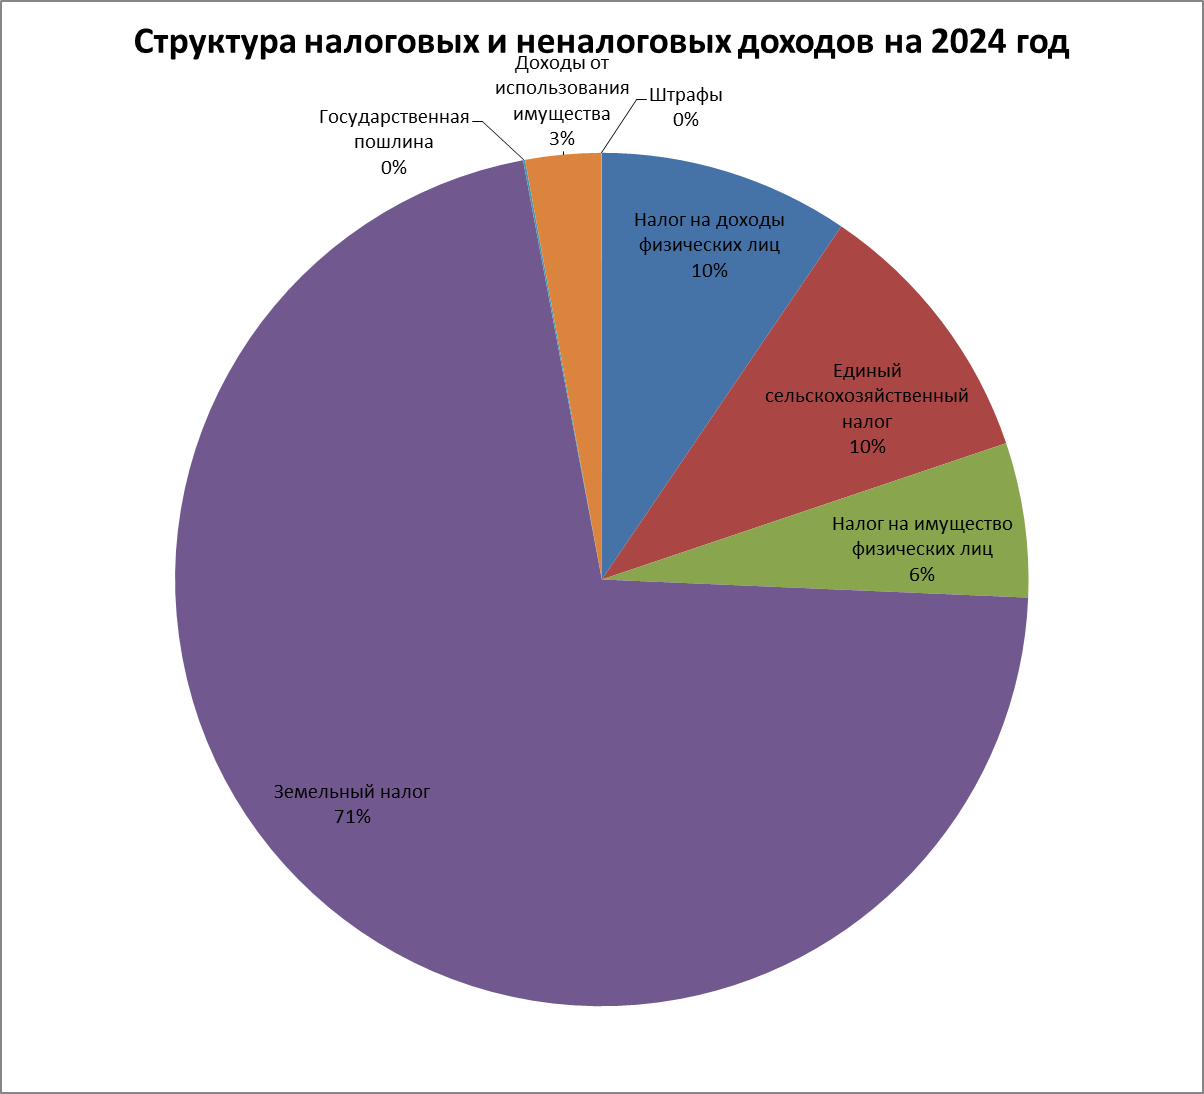 Структура налоговых и неналоговых доходов на 2024 год
Доходы от
использования
имущества
3%
Штрафы
0%
Государственная
пошлина
0%
Налог на доходы
физических лиц
10%
Единый
сельскохозяйственный
налог
10%
Налог на имущество
физических лиц
6%
Земельный налог
71%